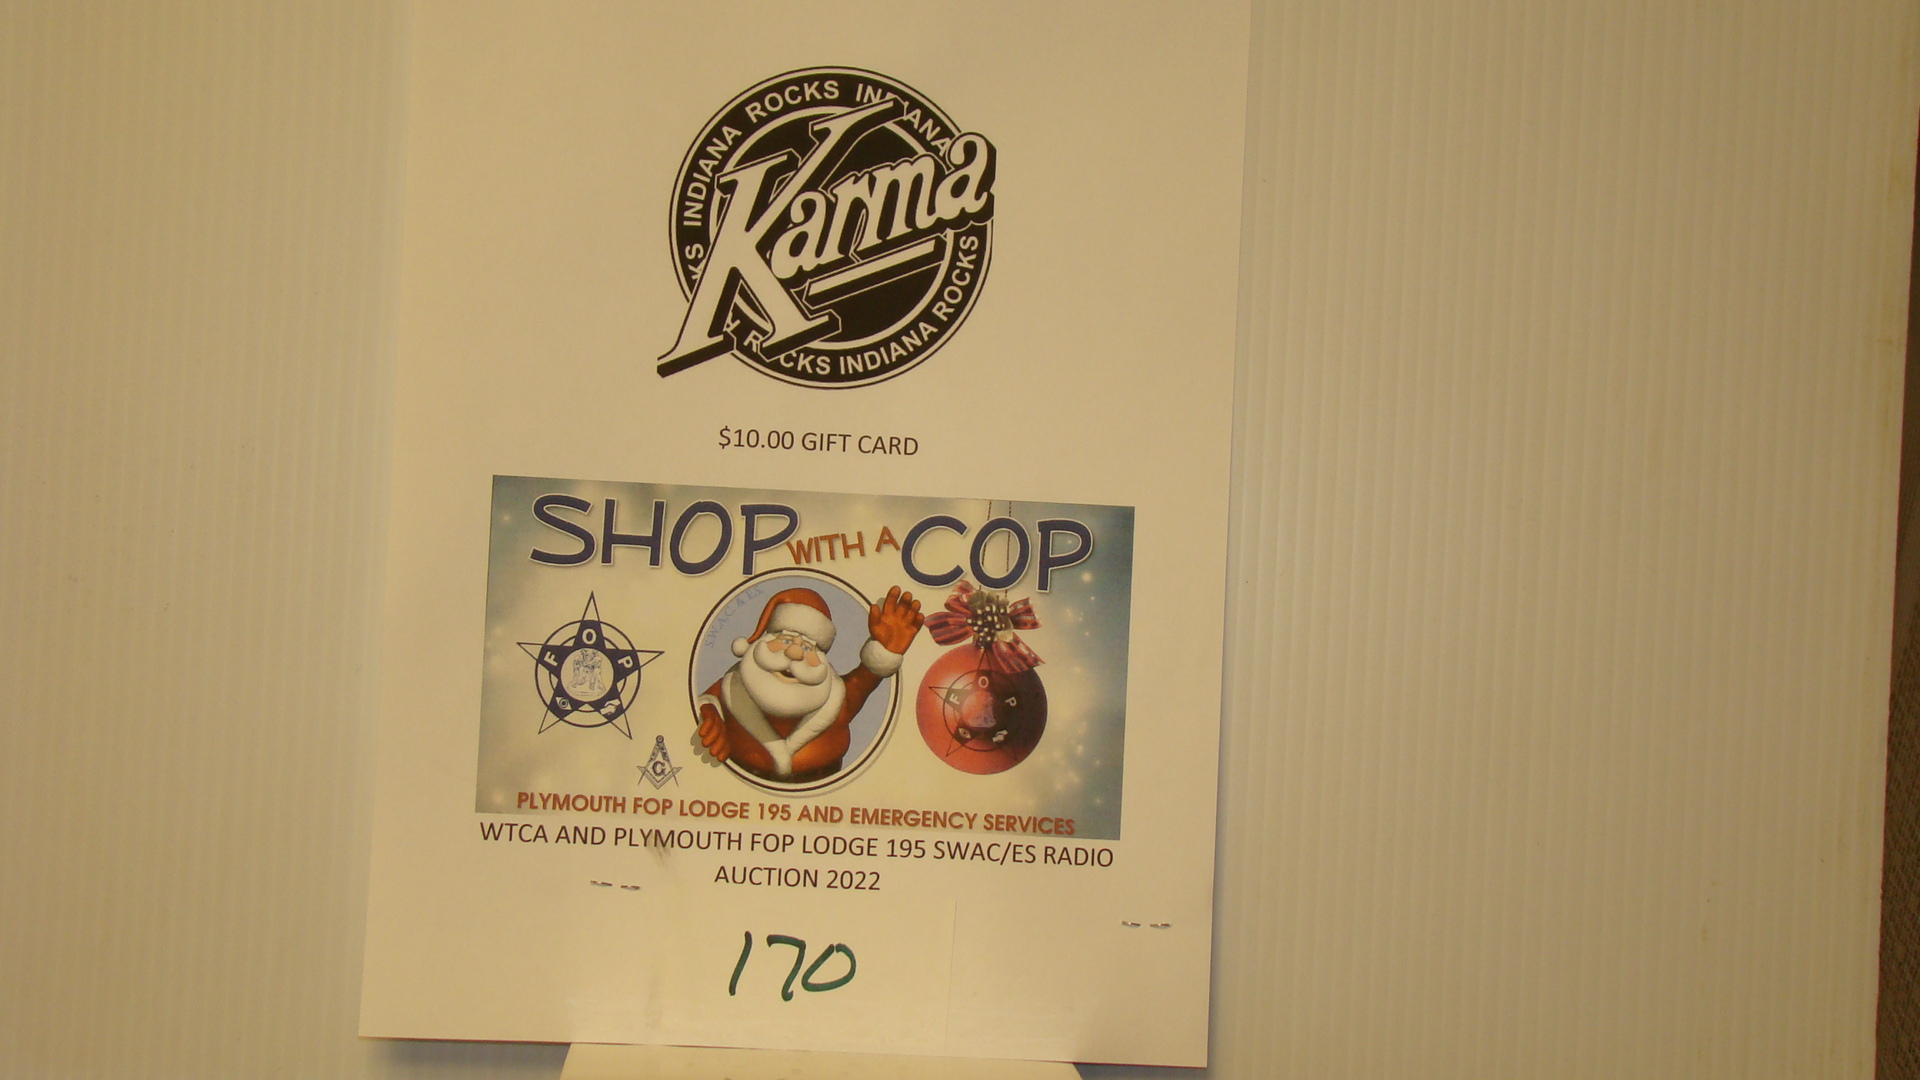 INDIANA ROCKS INDIANA
Karma
ROCKS INDIANA ROCKS
$10.00 GIFT CARD
SHOP WITH A COP
S.W.A.C. & E.S.
F O P
F O P
G
PLYMOUTH FOP LODGE 195 AND EMERGENCY SERVICES
WTCA AND PLYMOUTH FOP LODGE 195 SWAC/ES RADIO
AUCTION 2022
170